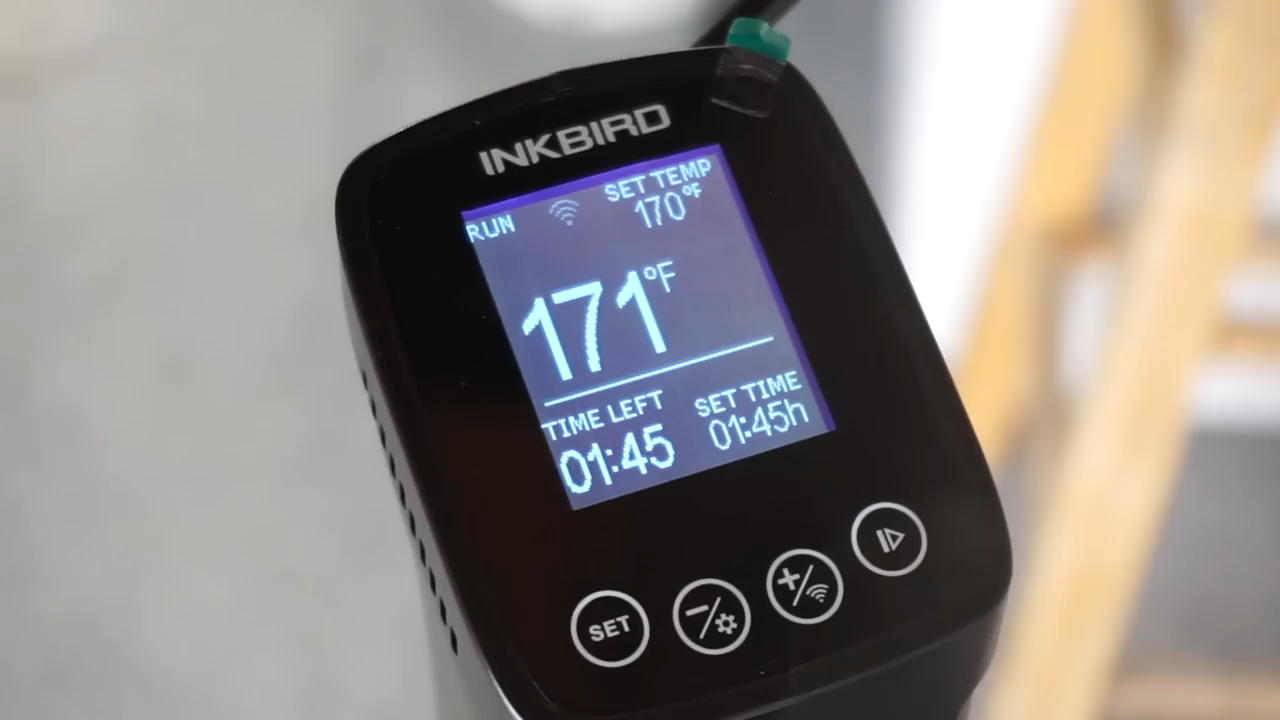 INKBIRD
RUN
SET TEMP
170°F
171°F
TIME LEFT
01:45
SET TIME
01:45h
SET